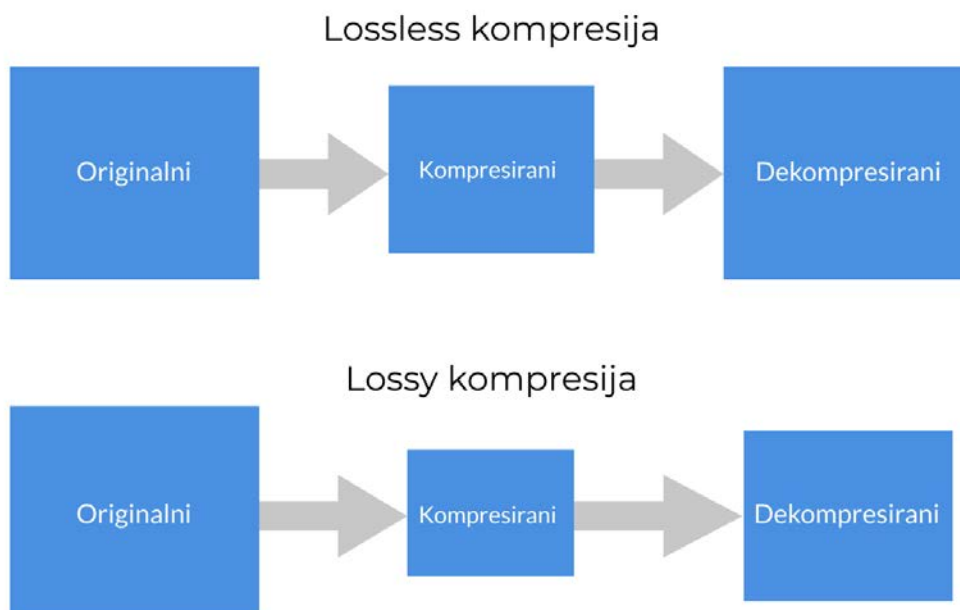 Lossless kompresija
Originalni
Kompresirani
Dekompresirani
Lossy kompresija
Originalni
Kompresirani
Dekompresirani